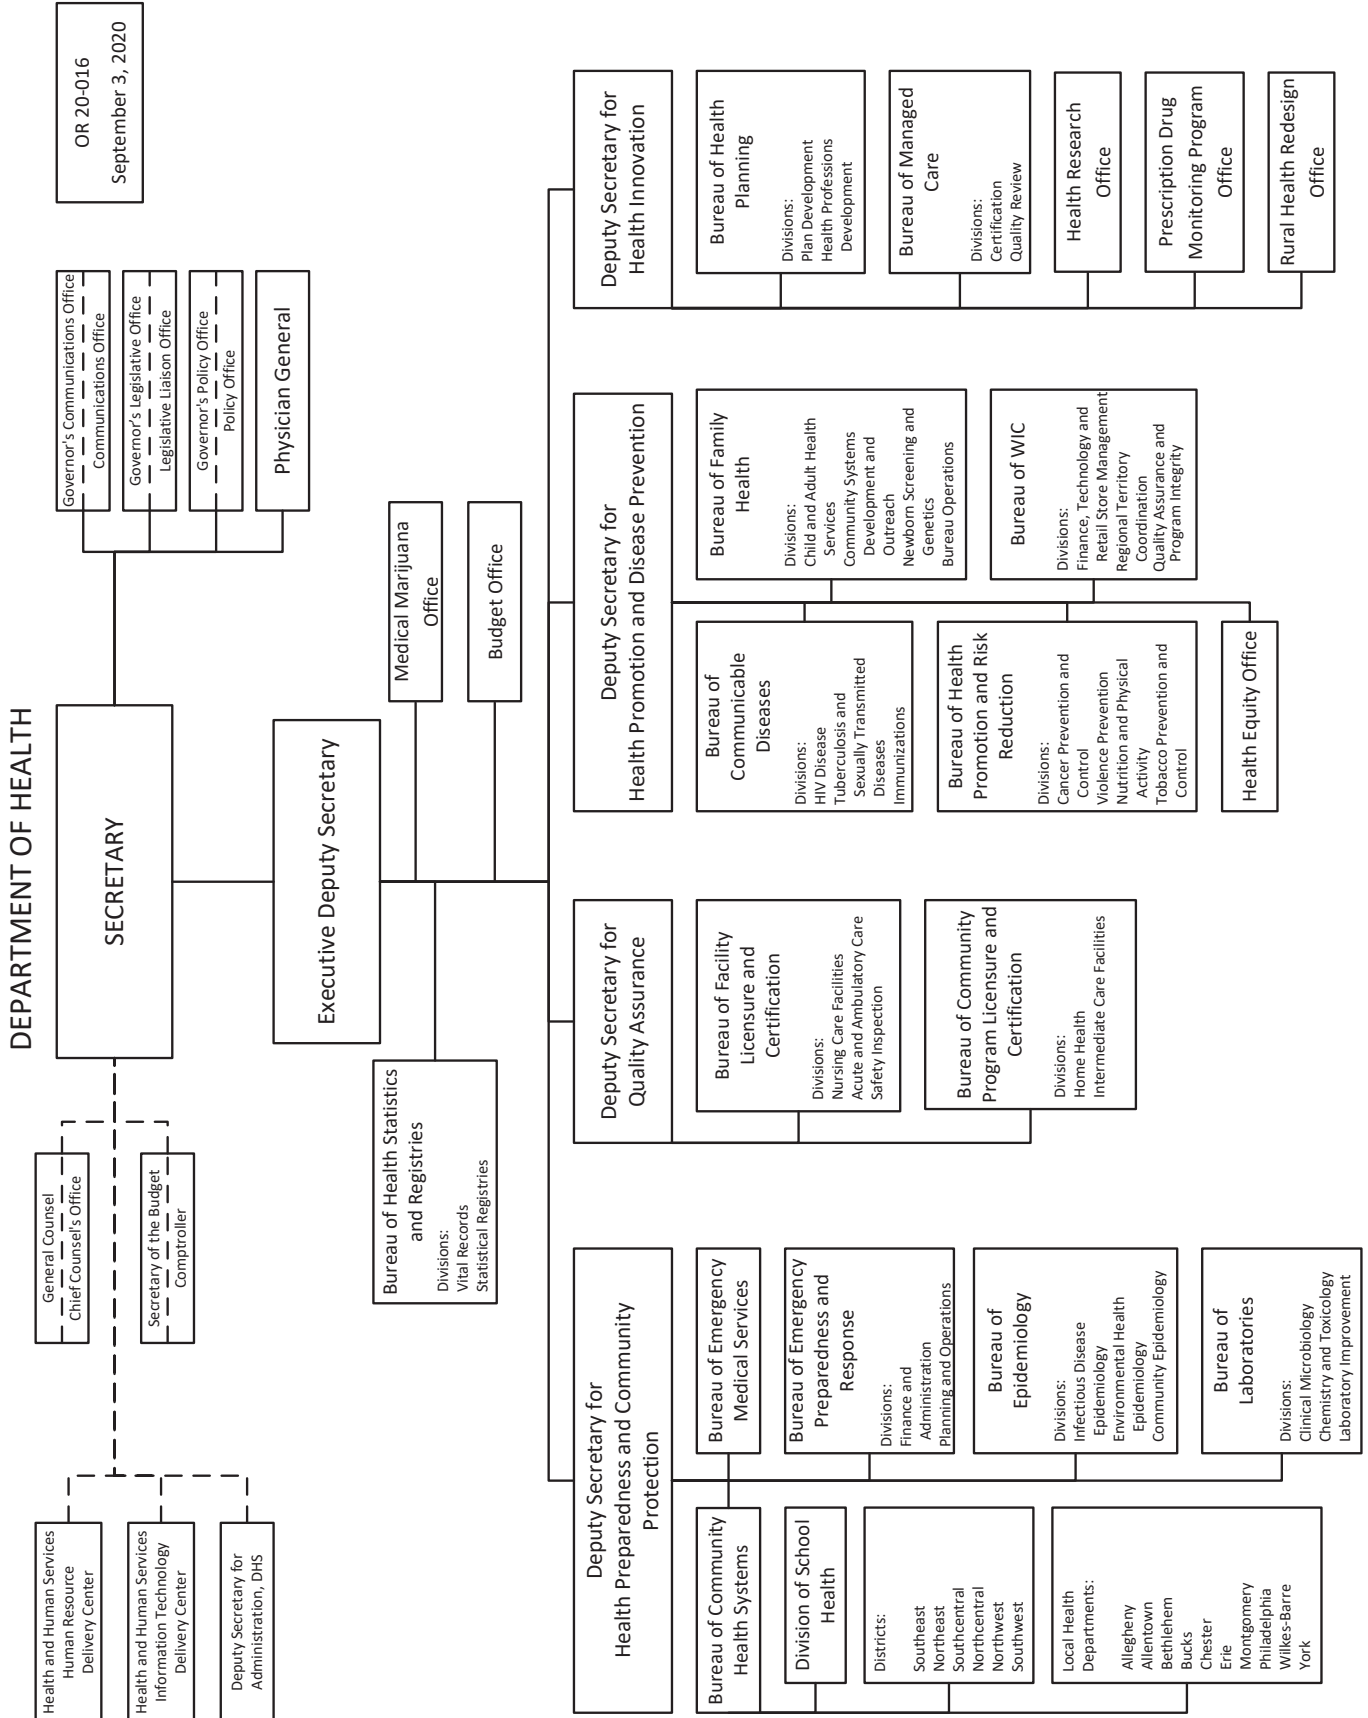 DEPARTMENT OF HEALTH
OR 20-016
September 3, 2020
SECRETARY
Health and Human Services
Human Resource
Delivery Center
Health and Human Services
Information Technology
Delivery Center
Deputy Secretary for
Administration, DHS
General Counsel
Chief Counsel's Office
Secretary of the Budget
Comptroller
Governor's Communications Office
Communications Office
Governor's Legislative Office
Legislative Liaison Office
Governor's Policy Office
Policy Office
Physician General
Executive Deputy Secretary
Bureau of Health Statistics
and Registries
Divisions:
Vital Records
Statistical Registries
Medical Marijuana
Office
Budget Office
Deputy Secretary for
Health Preparedness and Community
Protection
Bureau of Community
Health Systems
Division of School
Health
Districts:
Southeast
Northeast
Southcentral
Northcentral
Northwest
Southwest
Local Health
Departments:
Allegheny
Allentown
Bethlehem
Bucks
Chester
Erie
Montgomery
Philadelphia
Wilkes-Barre
York
Bureau of Emergency
Medical Services
Bureau of Emergency
Preparedness and
Response
Divisions:
Finance and
Administration
Planning and Operations
Bureau of
Epidemiology
Divisions:
Infectious Disease
Epidemiology
Environmental Health
Epidemiology
Community Epidemiology
Bureau of
Laboratories
Divisions:
Clinical Microbiology
Chemistry and Toxicology
Laboratory Improvement
Deputy Secretary for
Quality Assurance
Bureau of Facility
Licensure and
Certification
Divisions:
Nursing Care Facilities
Acute and Ambulatory Care
Safety Inspection
Bureau of Community
Program Licensure and
Certification
Divisions:
Home Health
Intermediate Care Facilities
Deputy Secretary for
Health Promotion and Disease Prevention
Bureau of
Communicable
Diseases
Divisions:
HIV Disease
Tuberculosis and
Sexually Transmitted
Diseases
Immunizations
Bureau of Health
Promotion and Risk
Reduction
Divisions:
Cancer Prevention and
Control
Violence Prevention
Nutrition and Physical
Activity
Tobacco Prevention and
Control
Health Equity Office
Bureau of Family
Health
Divisions:
Child and Adult Health
Services
Community Systems
Development and
Outreach
Newborn Screening and
Genetics
Bureau Operations
Bureau of WIC
Divisions:
Finance, Technology and
Retail Store Management
Regional Territory
Coordination
Quality Assurance and
Program Integrity
Deputy Secretary for
Health Innovation
Bureau of Health
Planning
Divisions:
Plan Development
Health Professions
Development
Bureau of Managed
Care
Divisions:
Certification
Quality Review
Health Research
Office
Prescription Drug
Monitoring Program
Office
Rural Health Redesign
Office